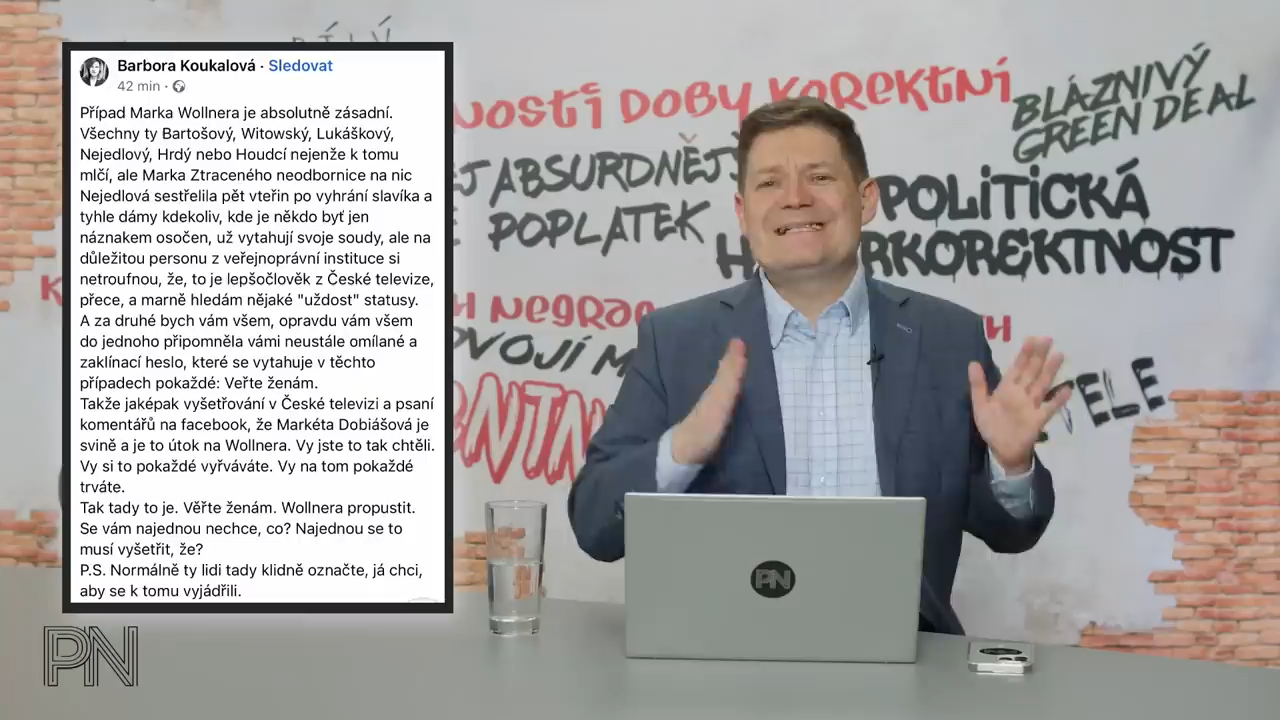 Barbora Koukalová · Sledovat
42 min ·
Případ Marka Wollnera je absolutně zásadní.
Všechny ty Bartošový, Witowský, Lukáškový,
Nejedlový, Hrdý nebo Houdcí nejenže k tomu
mlčí, ale Marka Ztraceného neodbornice na nic
Nejedlová sestřelila pět vteřin po vyhrání slavíka a
tyhle dámy kdekoliv, kde je někdo byť jen
náznakem osočen, už vytahují svoje soudy, ale na
důležitou personu z veřejnoprávní instituce si
netroufnou, že, to je lepšočlověk z České televize,
přece, a marně hledám nějaké "uždost" statusy.
A za druhé bych vám všem, opravdu vám všem
do jednoho připomněla vámi neustále omílané a
zaklínací heslo, které se vytahuje v těchto
případech pokaždé: Veřte ženám.
Takže jaképak vyšetřování v České televizi a psaní
komentářů na facebook, že Markéta Dobiášová je
svině a je to útok na Wollnera. Vy jste to tak chtěli.
Vy si to pokaždé vyřváváte. Vy na tom pokaždé
trváte.
Tak tady to je. Věřte ženám. Wollnera propustit.
Se vám najednou nechce, co? Najednou se to
musí vyšetřit, že?
P.S. Normálně ty lidi tady klidně označte, já chci,
aby se k tomu vyjádřili.
NOSTI DOBY KOREKTNÍ
BLÁZNIVÝ
GREEN DEAL
ABSURDNĚJ
POPLATEK
POLITICKÁ
RKOREKTNOST
PN
PN